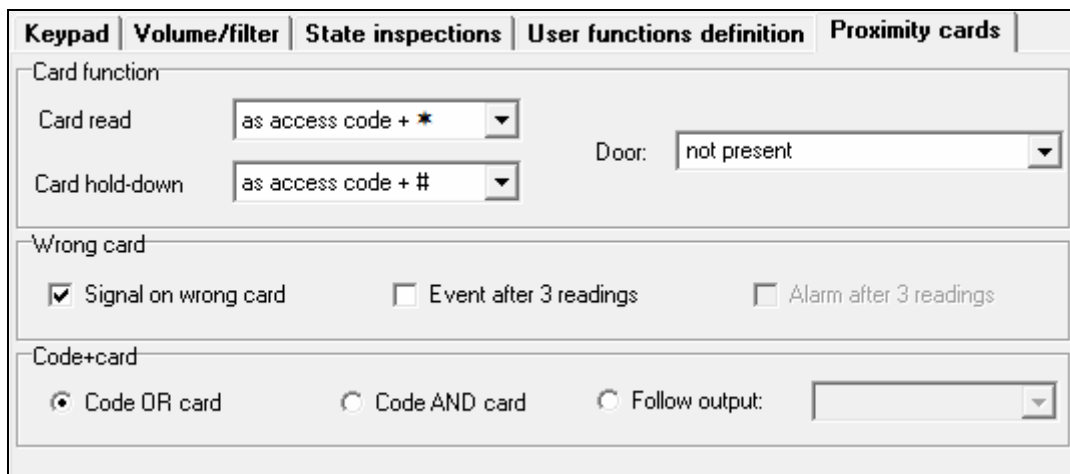 Keypad Volume/filter State inspections User functions definition Proximity cards
Card function
Card read as access code + *
Door: not present
Card hold-down as access code + #
Wrong card
Signal on wrong card Event after 3 readings Alarm after 3 readings
Code+card
Code OR card Code AND card Follow output: